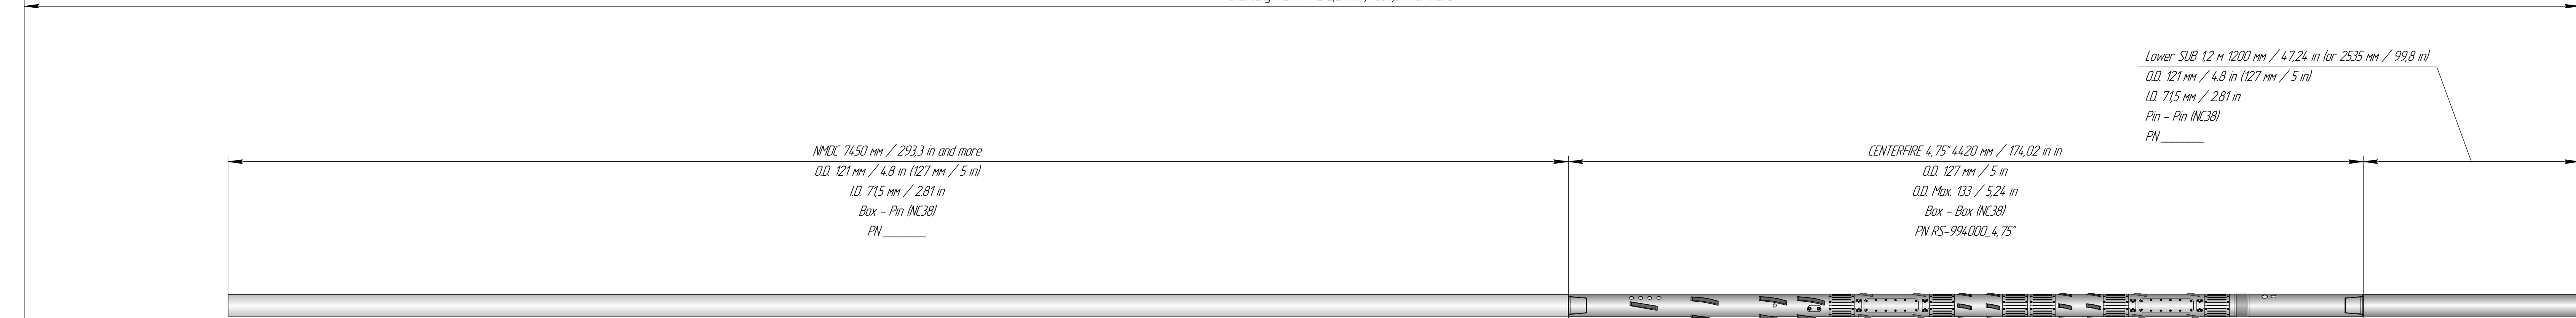 Lower SUB 1,2 м 1200 мм / 47,24 in (or 2535 мм / 99,8 in)
O.D. 121 мм / 4.8 in (127 мм / 5 in)
I.D. 71,5 мм / 2.81 in
Pin - Pin (NC38)
PN ______
NMDC 7450 мм / 293,3 in and more
O.D. 121 мм / 4.8 in (127 мм / 5 in)
I.D. 71,5 мм / 2.81 in
Box - Pin (NC38)
PN ______
CENTERFIRE 4,75" 4420 мм / 174,02 in in
O.D. 127 мм / 5 in
O.D. Max. 133 / 5,24 in
Box - Box (NC38)
PN RS-994000_4,75"